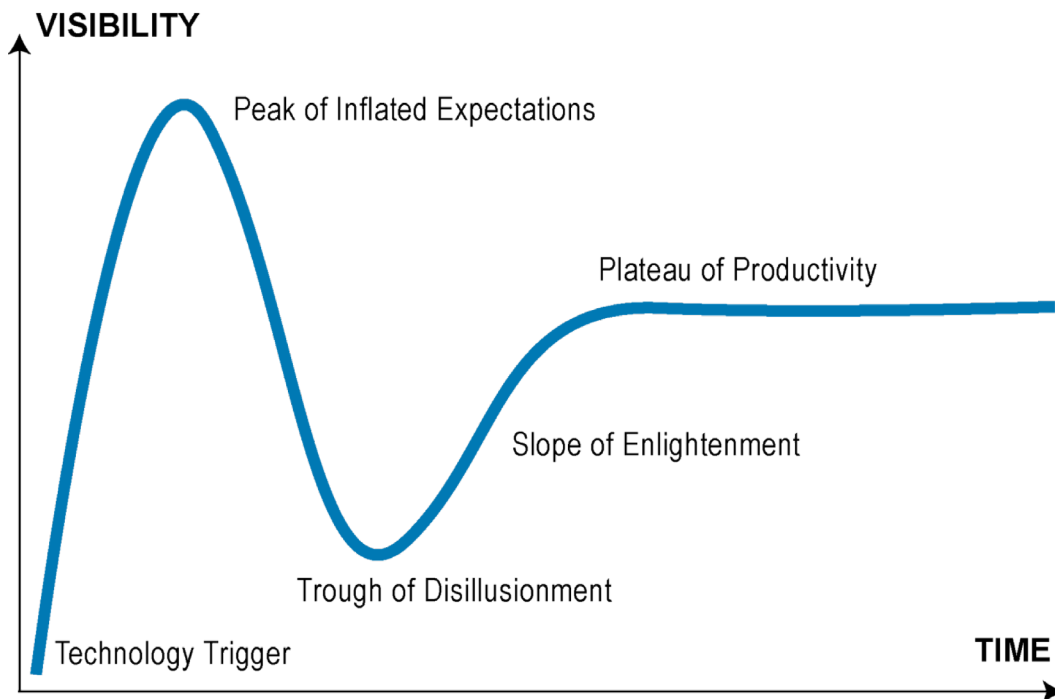 VISIBILITY
Peak of Inflated Expectations
Plateau of Productivity
Slope of Enlightenment
Trough of Disillusionment
Technology Trigger
TIME